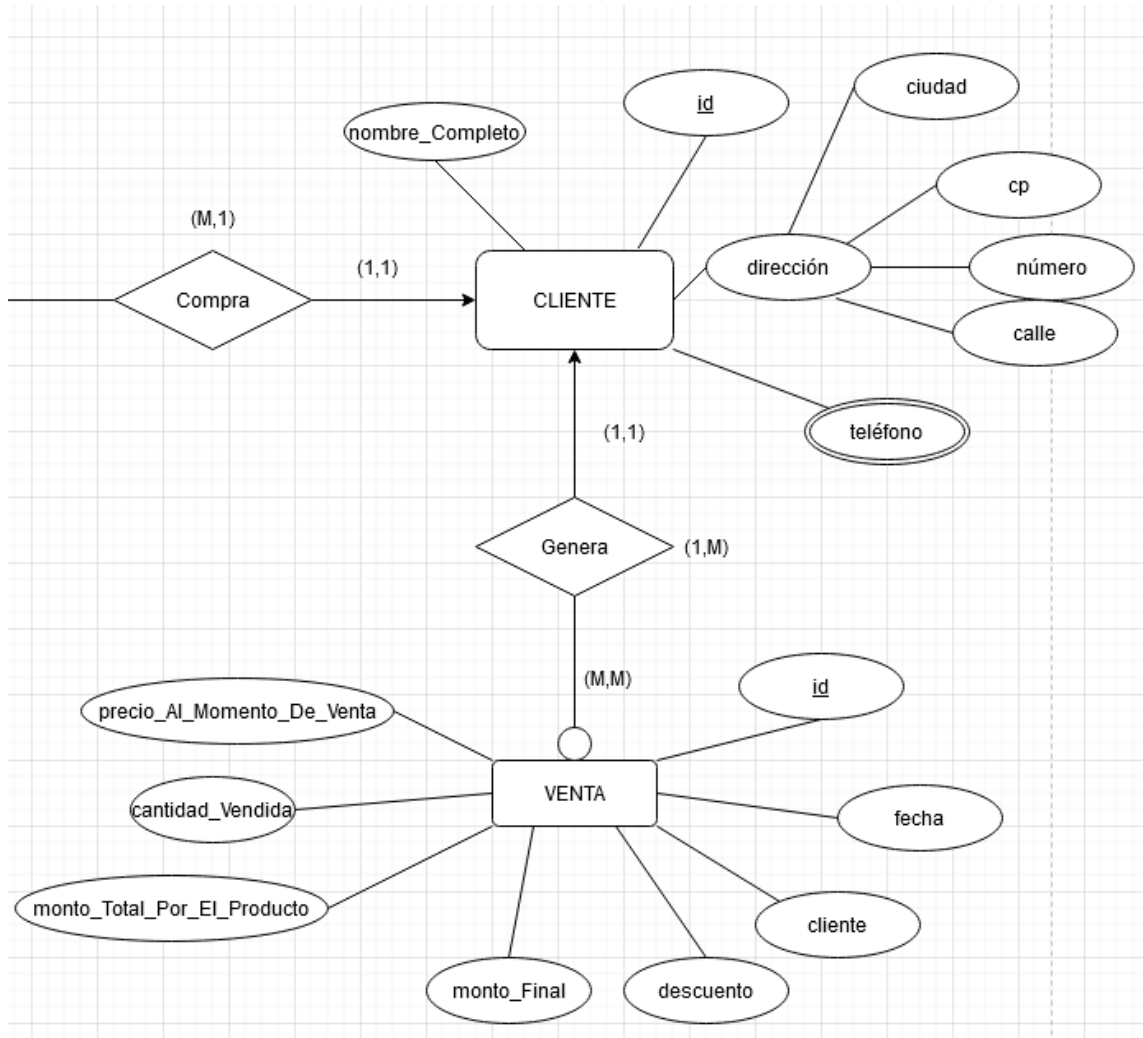 ciudad
id
nombre_Completo
cp
(M,1)
(1,1)
dirección
número
Compra
CLIENTE
calle
teléfono
(1,1)
Genera
(1,M)
(M,M)
id
precio_Al_Momento_De_Venta
VENTA
cantidad_Vendida
fecha
monto_Total_Por_El_Producto
cliente
monto_Final
descuento